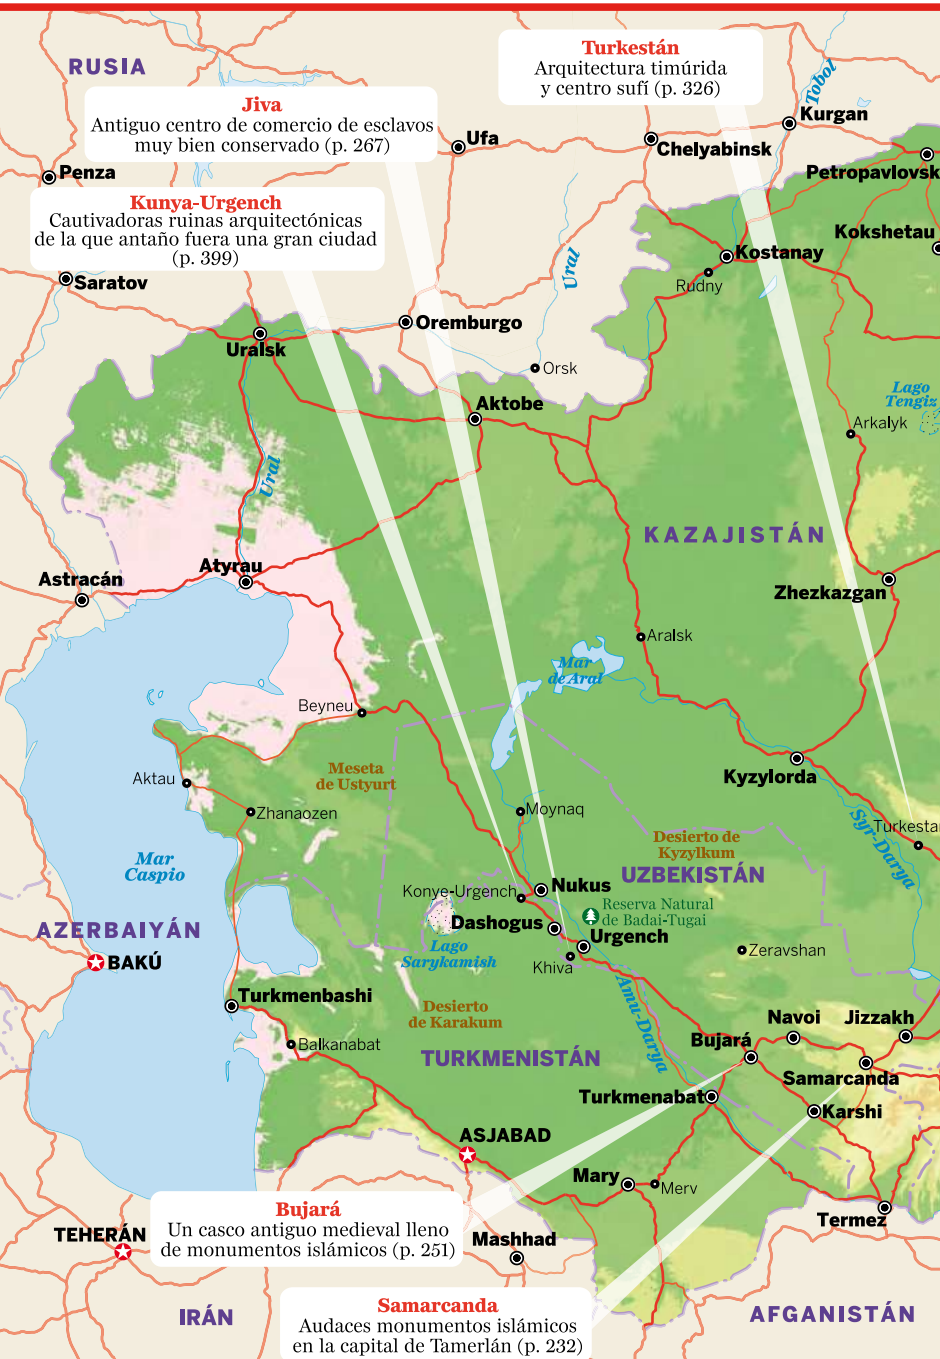 RUSIA
Turkestán
Arquitectura timúrida
y centro sufí (p. 326)
Tobol
Jiva
Antiguo centro de comercio de esclavos
muy bien conservado (p. 267)
Kurgan
Ufa
Chelyabinsk
Penza
Petropavlovsk
Kunya-Urgench
Cautivadoras ruinas arquitectónicas
de la que antaño fuera una gran ciudad
(p. 399)
Kokshetau
Kostanay
Ural
Rudny
Saratov
Oremburgo
Uralsk
Orsk
Lago
Tengiz
Aktobe
Arkalyk
Ural
KAZAJISTÁN
Atyrau
Astracán
Zhezkazgan
Aralsk
Mar
de Aral
Beyneu
Meseta
de Ustyurt
Aktau
Kyzylorda
Zhanaozen
Moynaq
Syr-Darya
Turkestan
Desierto de
Kyzylkum
Mar
Caspio
UZBEKISTÁN
Konye-Urgench
Nukus
Reserva Natural
de Badai-Tugai
Dashogus
AZERBAIYÁN
Urgench
Lago
Sarykamish
Zeravshan
BAKÚ
Khiva
Turkmenbashi
Amu-Darya
Desierto
de Karakum
Navoi
Jizzakh
Bujará
Balkanabat
TURKMENISTÁN
Samarcanda
Turkmenabat
Karshi
ASJABAD
Mary
Merv
Bujará
Un casco antiguo medieval lleno
de monumentos islámicos (p. 251)
Termez
TEHERÁN
Mashhad
Samarcanda
Audaces monumentos islámicos
en la capital de Tamerlán (p. 232)
IRÁN
AFGANISTÁN